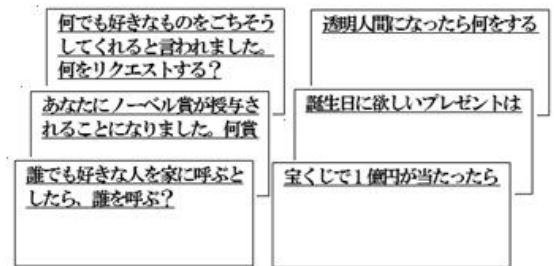 何でも好きなものをごちそう
してくれると言われました。
何をリクエストする？
あなたにノーベル賞が授与さ
れることになりました。何賞
誰でも好きな人を家に呼ぶと
したら、誰を呼ぶ？
透明人間になったら何をする
誕生日に欲しいプレゼントは
宝くじで１億円が当たったら